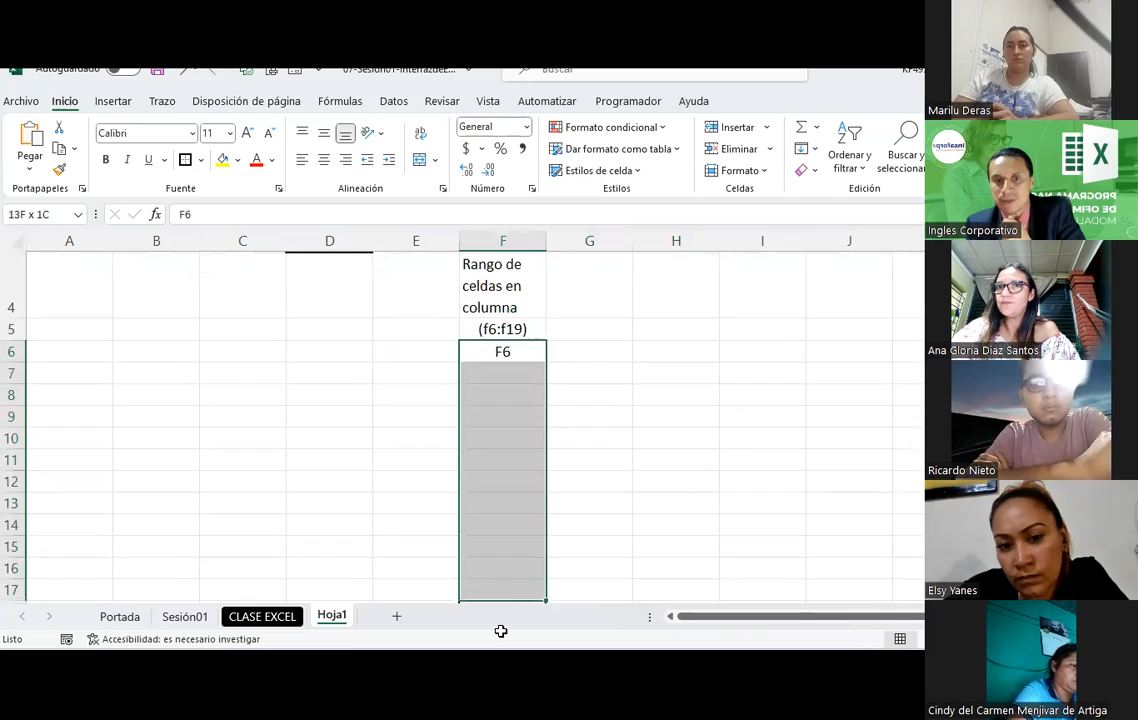 Autoguardado
07-Sesion01-InterfazdeE...
Buscar
Archivo Inicio Insertar Trazo Disposición de página Fórmulas Datos Revisar Vista Automatizar Programador Ayuda
Pegar
Calibri 11
General
Formato condicional
Dar formato como tabla
Estilos de celda
Insertar
Eliminar
Formato
Ordenar y
filtrar
Buscar y
seleccionar
Portapapeles Fuente Alineación Número Estilos Celdas Edición
13F x 1C
fx
F6
A B C D E F G H I J
Rango de
celdas en
4 columna
5 (f6:f19)
6 F6
7
8
9
10
11
12
13
14
15
16
17
Portada Sesión01 CLASE EXCEL Hoja1
Listo
Accesibilidad: es necesario investigar
Marilu Deras
Ingles Corporativo
Ana Gloria Diaz Santos
Ricardo Nieto
Elsy Yanes
Cindy del Carmen Menjivar de Artiga